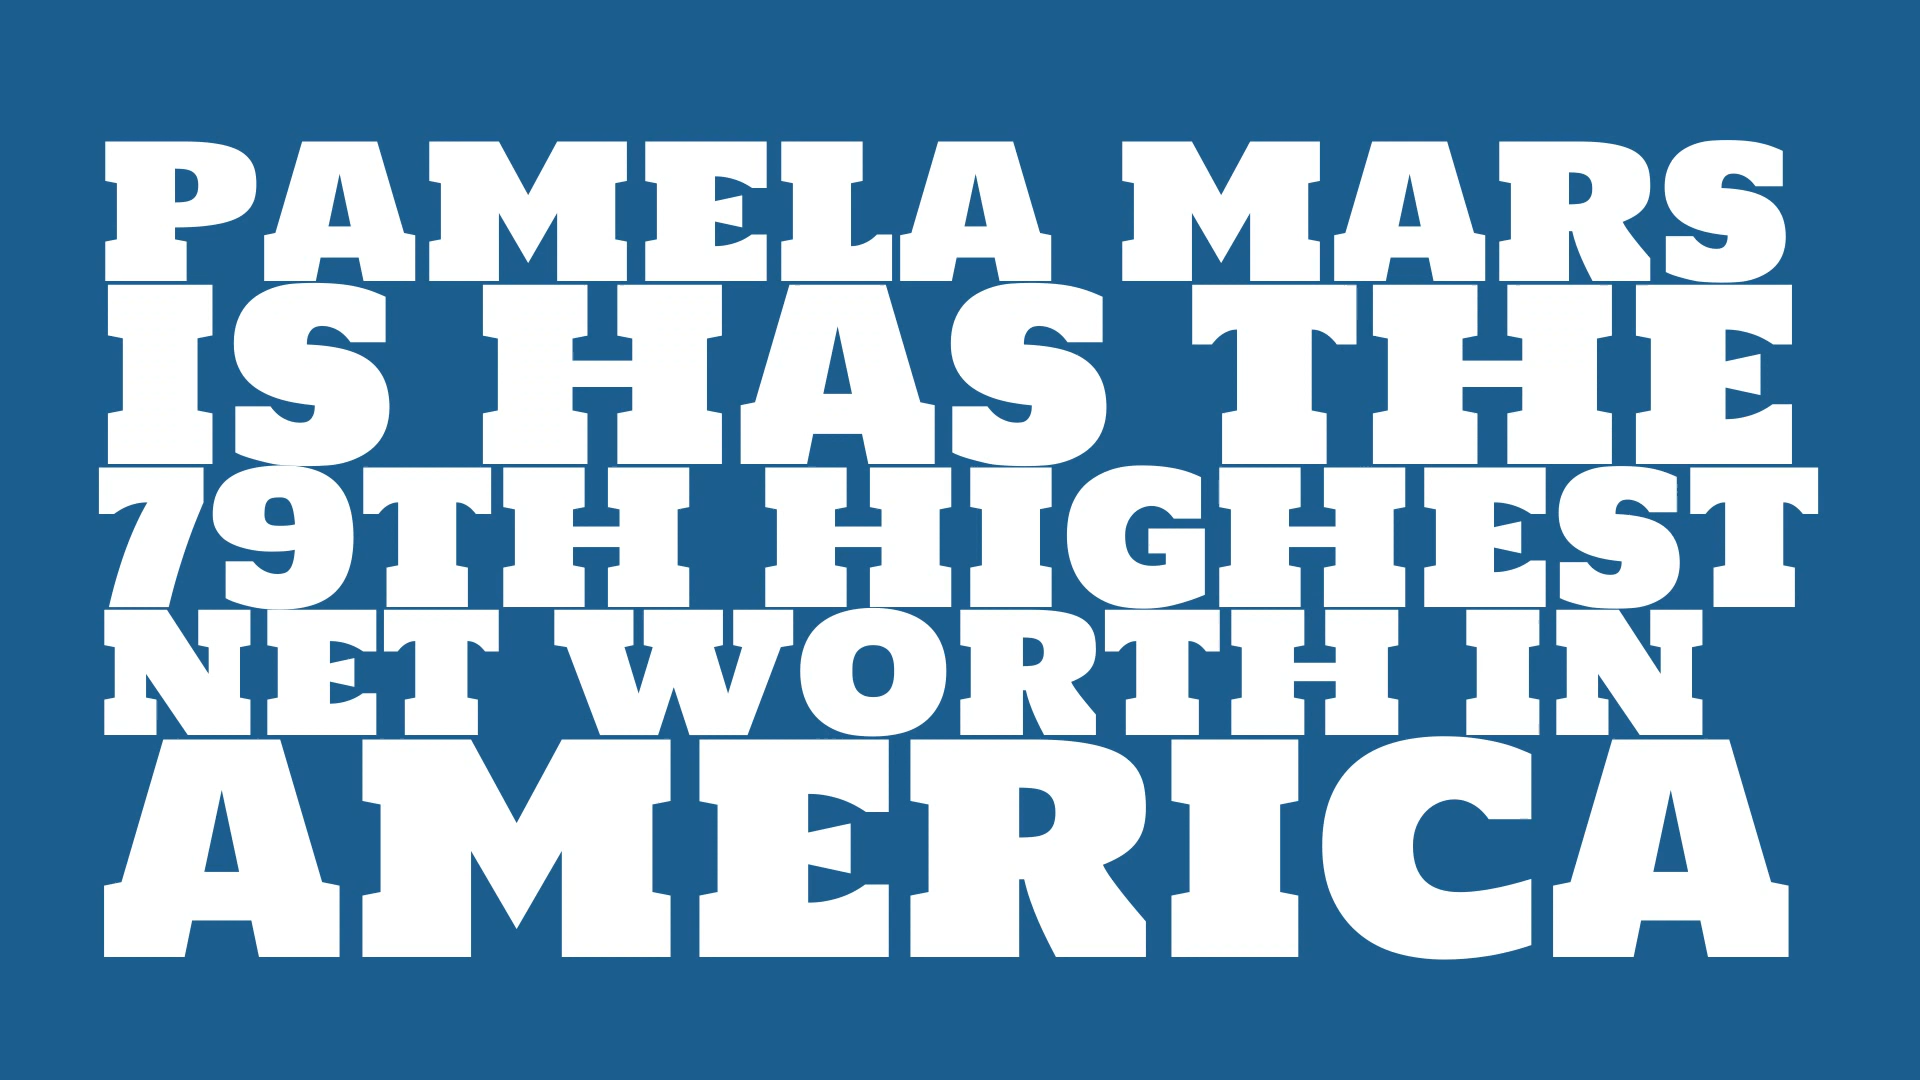 PAMELA MARS
IS HAS THE
79TH HIGHEST
NET WORTH IN
AMERICA